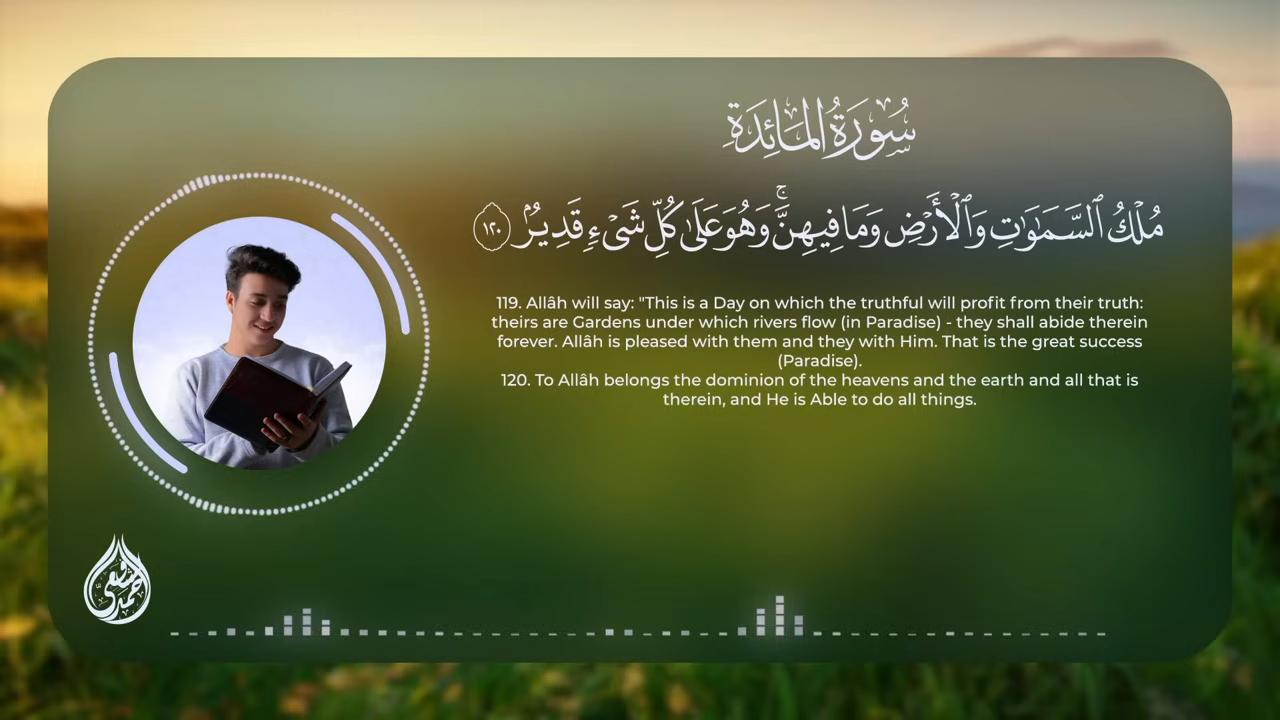 سُورَةُ المَائِدَةِ
مُلْكُ ٱلسَّمَـٰوَٰتِ وَٱلْأَرْضِ وَمَا فِيهِنَّ ۚ وَهُوَ عَلَىٰ كُلِّ شَىْءٍ قَدِيرٌۢ ١٢٠
119. Allâh will say: "This is a Day on which the truthful will profit from their truth:
theirs are Gardens under which rivers flow (in Paradise) - they shall abide therein
forever. Allâh is pleased with them and they with Him. That is the great success
(Paradise).
120. To Allâh belongs the dominion of the heavens and the earth and all that is
therein, and He is Able to do all things.